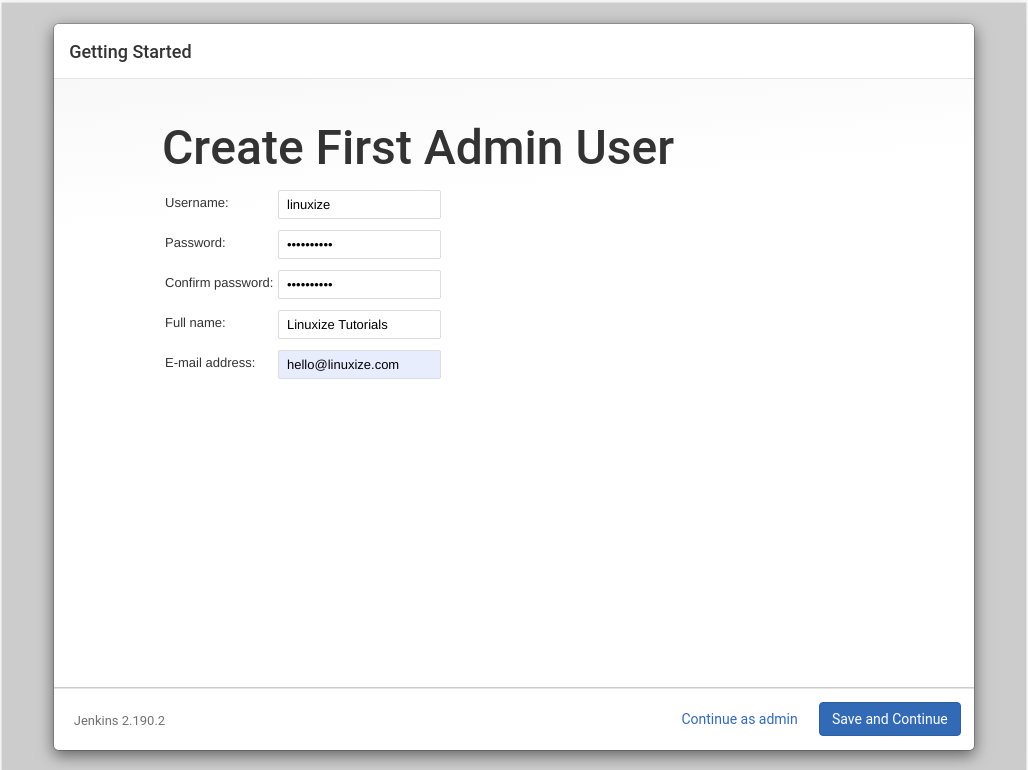 Getting Started
Create First Admin User
Username: linuxize
Password: ••••••••••
Confirm password: ••••••••••
Full name: Linuxize Tutorials
E-mail address: hello@linuxize.com
Jenkins 2.190.2 Continue as admin Save and Continue